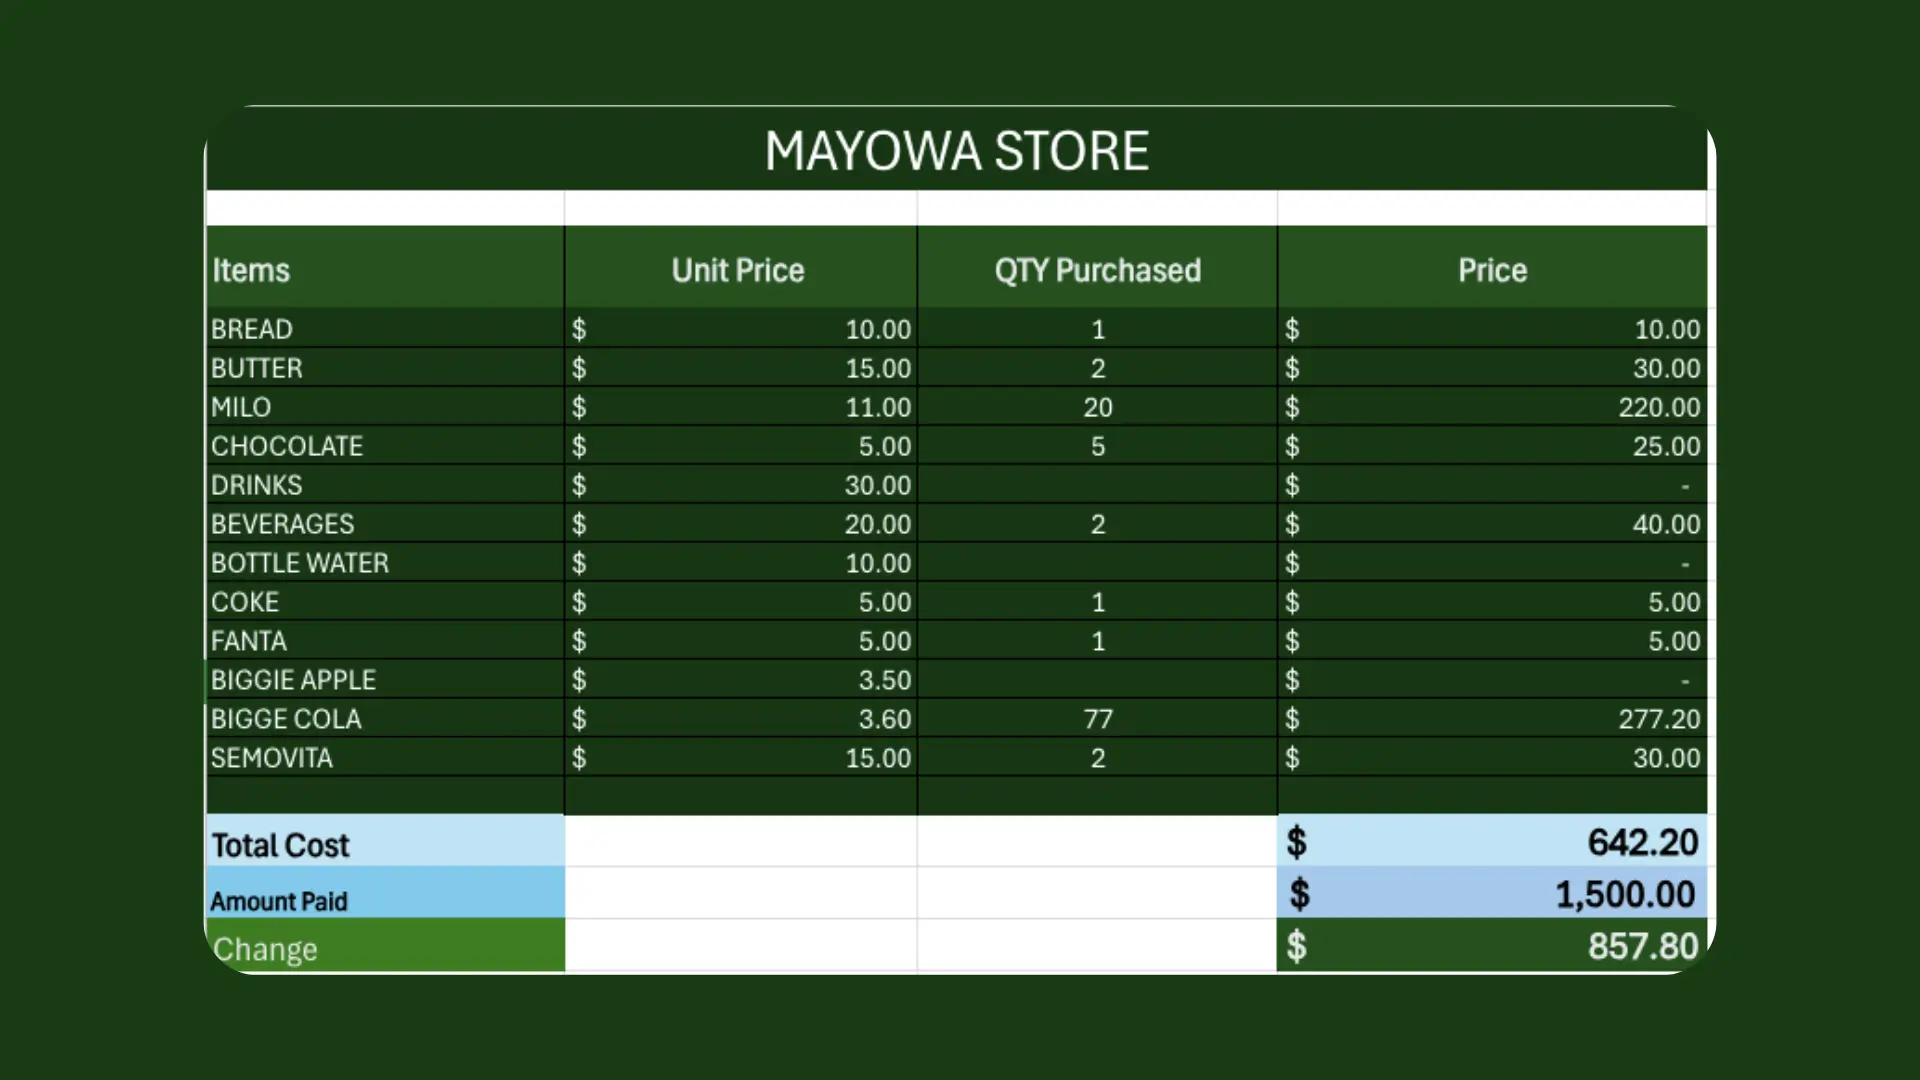 MAYOWA STORE
Items Unit Price QTY Purchased Price
BREAD $ 10.00 1 $ 10.00
BUTTER $ 15.00 2 $ 30.00
MILO $ 11.00 20 $ 220.00
CHOCOLATE $ 5.00 5 $ 25.00
DRINKS $ 30.00 $ -
BEVERAGES $ 20.00 2 $ 40.00
BOTTLE WATER $ 10.00 $ -
COKE $ 5.00 1 $ 5.00
FANTA $ 5.00 1 $ 5.00
BIGGIE APPLE $ 3.50 $ -
BIGGE COLA $ 3.60 77 $ 277.20
SEMOVITA $ 15.00 2 $ 30.00
Total Cost $ 642.20
Amount Paid $ 1,500.00
Change $ 857.80